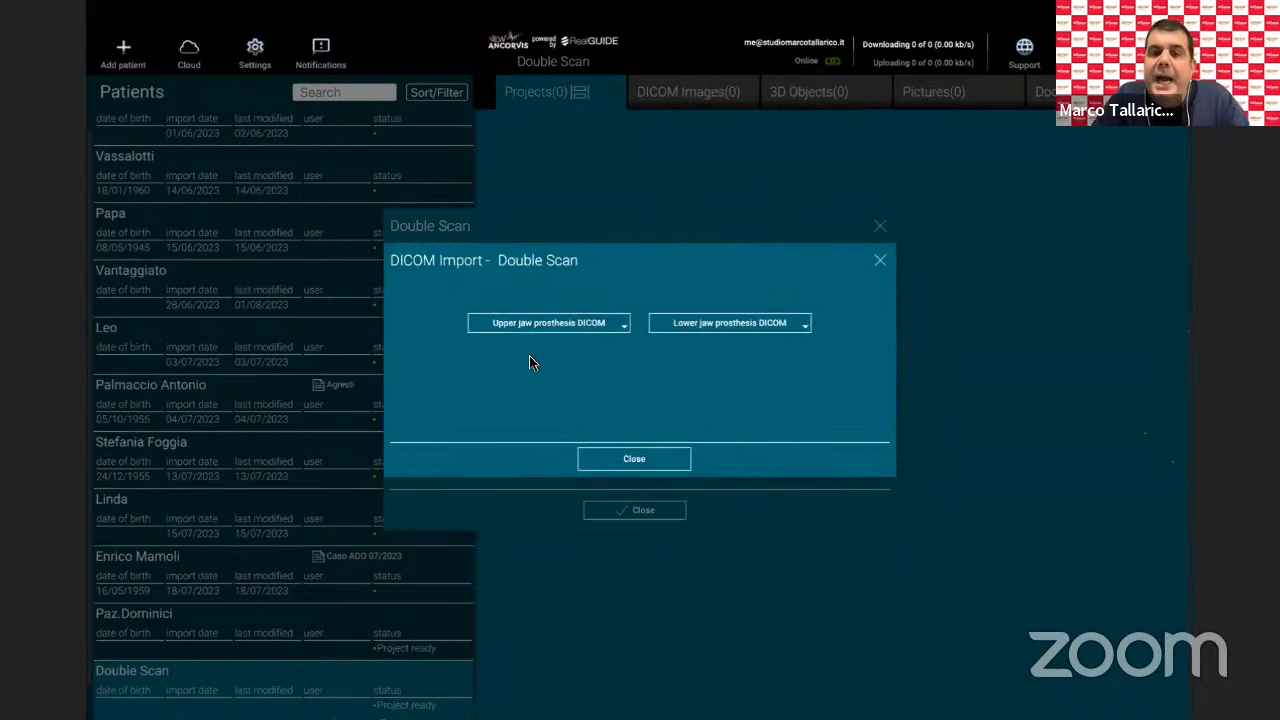 Add patient
Cloud
Settings
Notifications
NEW ANCORVIS powered by RealGUIDE
Double Scan
me@studiomarcotallarico.it
Online
Downloading 0 of 0 (0.00 kb/s)
Uploading 0 of 0 (0.00 kb/s)
Support
Marco Tallaric...
Patients
Search
Sort/Filter
Projects(0)
DICOM Images(0)
3D Objects(0)
Pictures(0)
date of birth import date last modified user status
01/06/2023 02/06/2023
Vassalotti
date of birth import date last modified user status
18/01/1960 14/06/2023 14/06/2023
Papa
date of birth import date last modified user
08/05/1945 15/06/2023 15/06/2023
Vantaggiato
date of birth import date last modified user
28/06/2023 01/08/2023
Leo
date of birth import date last modified user
03/07/2023 03/07/2023
Palmaccio Antonio Agresti
date of birth import date last modified user
05/10/1955 04/07/2023 04/07/2023
Stefania Foggia
date of birth import date last modified user
24/12/1955 13/07/2023 13/07/2023
Linda
date of birth import date last modified user
15/07/2023 15/07/2023
Enrico Mamoli Caso ADO 07/2023
date of birth import date last modified user status
16/05/1959 18/07/2023 18/07/2023
Paz.Dominici
date of birth import date last modified user status
Project ready
Double Scan
date of birth import date last modified user status
Project ready
Double Scan
DICOM Import - Double Scan
Upper jaw prosthesis DICOM
Lower jaw prosthesis DICOM
Close
Close
zoom